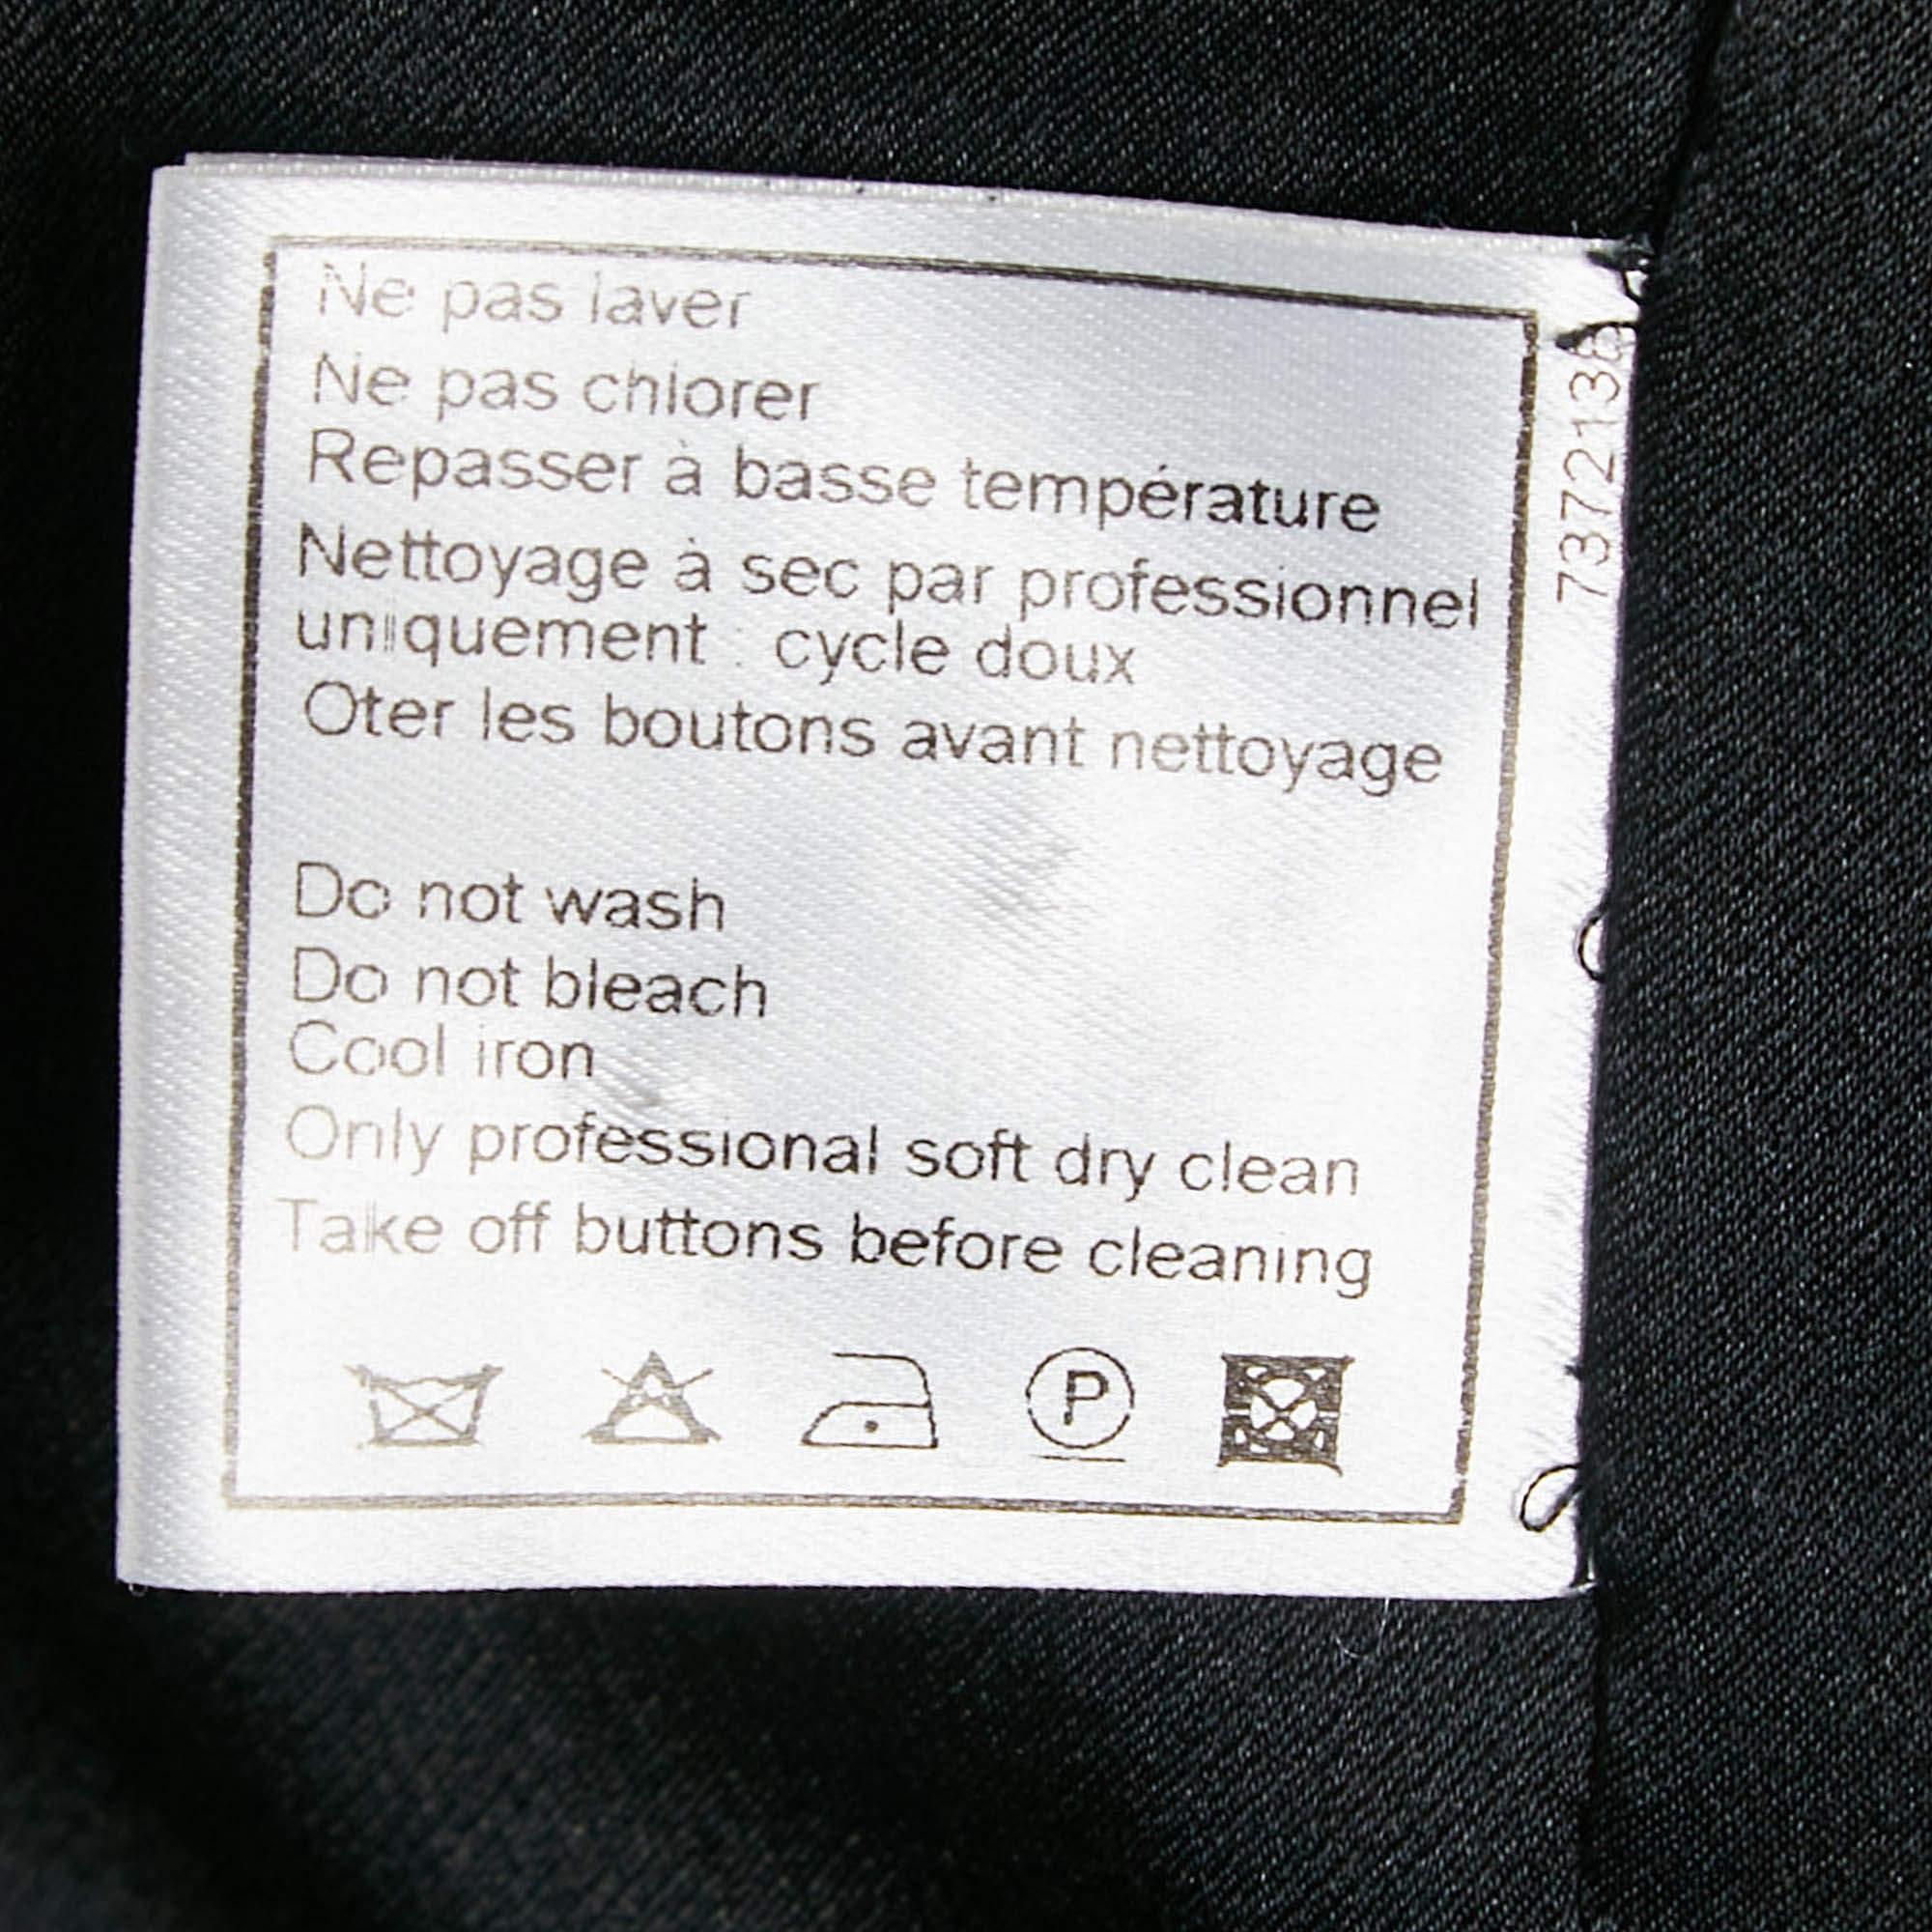 Ne pas laver
Ne pas chlorer
Repasser à basse température
Nettoyage à sec par professionnel
uniquement : cycle doux
Oter les boutons avant nettoyage
Do not wash
Do not bleach
Cool iron
Only professional soft dry clean
Take off buttons before cleaning
P